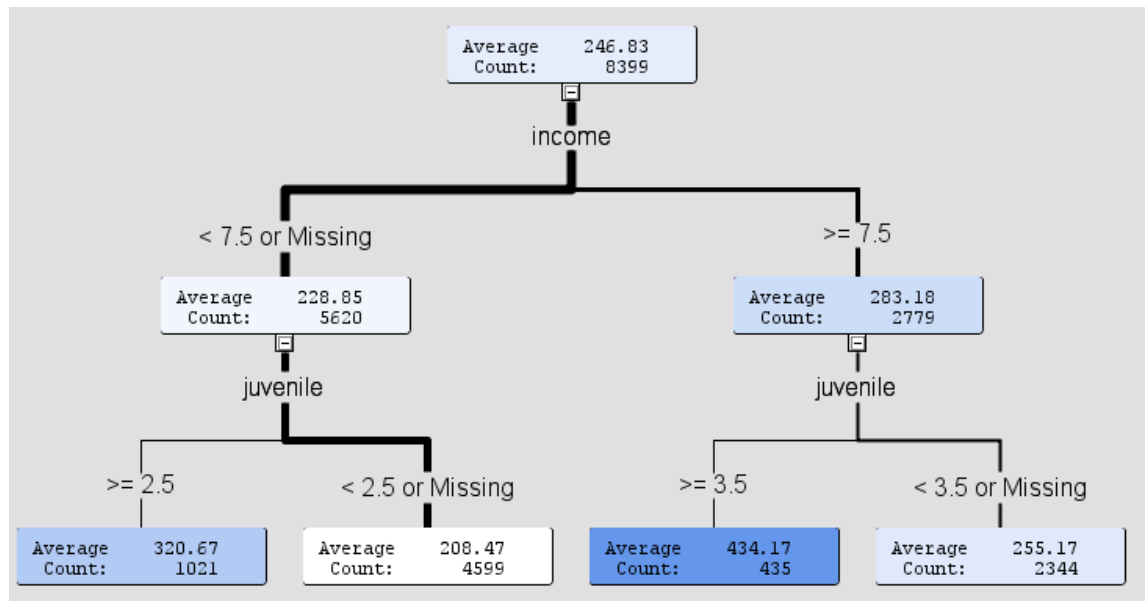 Average 246.83
Count: 8399
income
< 7.5 or Missing
>= 7.5
Average 228.85
Count: 5620
Average 283.18
Count: 2779
juvenile
juvenile
>= 2.5
< 2.5 or Missing
>= 3.5
< 3.5 or Missing
Average 320.67
Count: 1021
Average 208.47
Count: 4599
Average 434.17
Count: 435
Average 255.17
Count: 2344